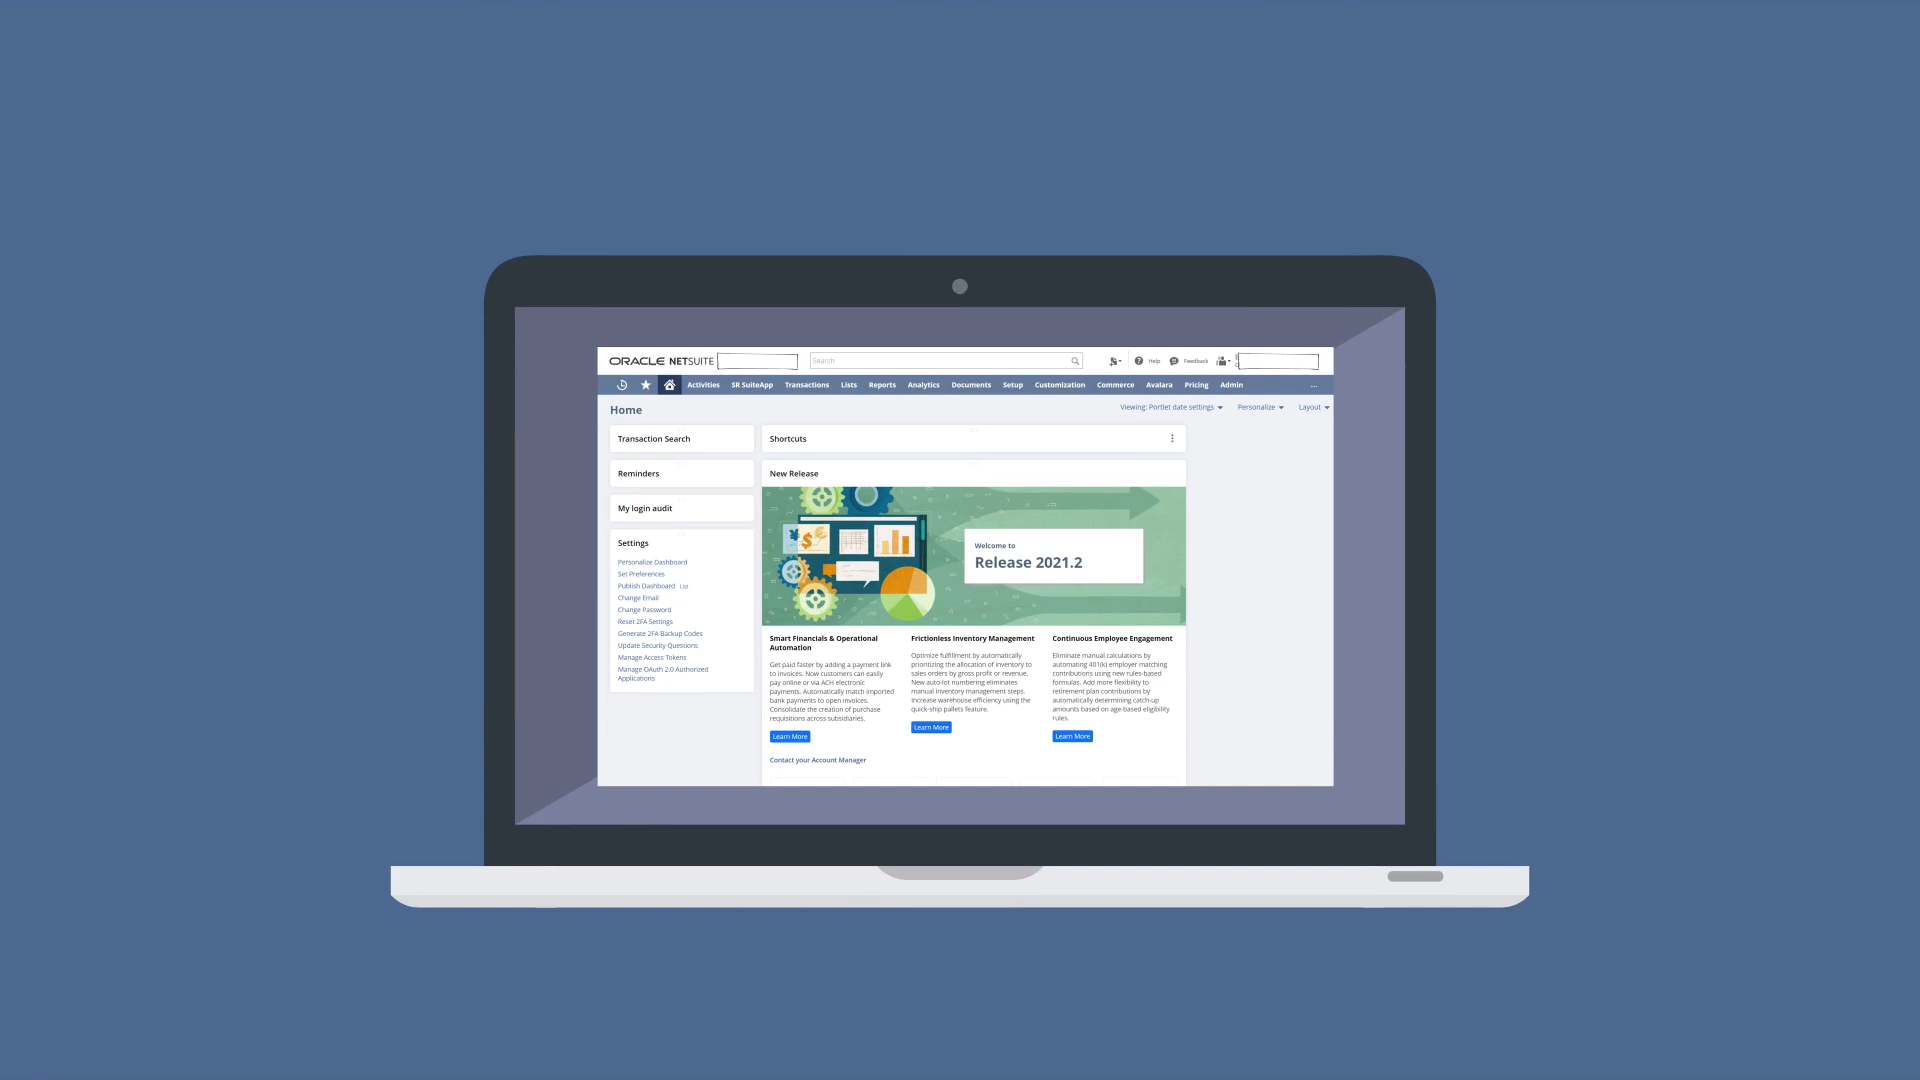 ORACLE NETSUITE
Search
Help
Feedback
Activities
SR SuiteApp
Transactions
Lists
Reports
Analytics
Documents
Setup
Customization
Commerce
Avalara
Pricing
Admin
...
Home
Viewing: Portlet date settings
Personalize
Layout
Transaction Search
Reminders
My login audit
Settings
Personalize Dashboard
Set Preferences
Publish Dashboard List
Change Email
Change Password
Reset 2FA Settings
Generate 2FA Backup Codes
Update Security Questions
Manage Access Tokens
Manage OAuth 2.0 Authorized
Applications
Shortcuts
New Release
Welcome to
Release 2021.2
Smart Financials & Operational
Automation
Get paid faster by adding a payment link
to invoices. Now customers can easily
pay online or via ACH electronic
payments. Automatically match imported
bank payments to open invoices.
Consolidate the creation of purchase
requisitions across subsidiaries.
Learn More
Frictionless Inventory Management
Optimize fulfillment by automatically
prioritizing the allocation of inventory to
sales orders by gross profit or revenue.
New auto-lot numbering eliminates
manual inventory management steps.
Increase warehouse efficiency using the
quick-ship pallets feature.
Learn More
Continuous Employee Engagement
Eliminate manual calculations by
automating 401(k) employer matching
contributions using new rules-based
formulas. Add more flexibility to
retirement plan contributions by
automatically determining catch-up
amounts based on age-based eligibility
rules.
Learn More
Contact your Account Manager